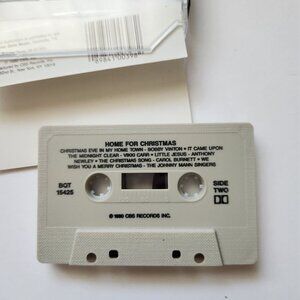 HOME FOR CHRISTMAS
CHRISTMAS EVE IN MY HOME TOWN - BOBBY VINTON • IT CAME UPON
THE MIDNIGHT CLEAR - VIKKI CARR • LITTLE JESUS - ANTHONY
NEWLEY • THE CHRISTMAS SONG - CAROL BURNETT • WE
WISH YOU A MERRY CHRISTMAS - THE JOHNNY MANN SINGERS
BQT
15425
SIDE
TWO
© 1990 CBS RECORDS INC.